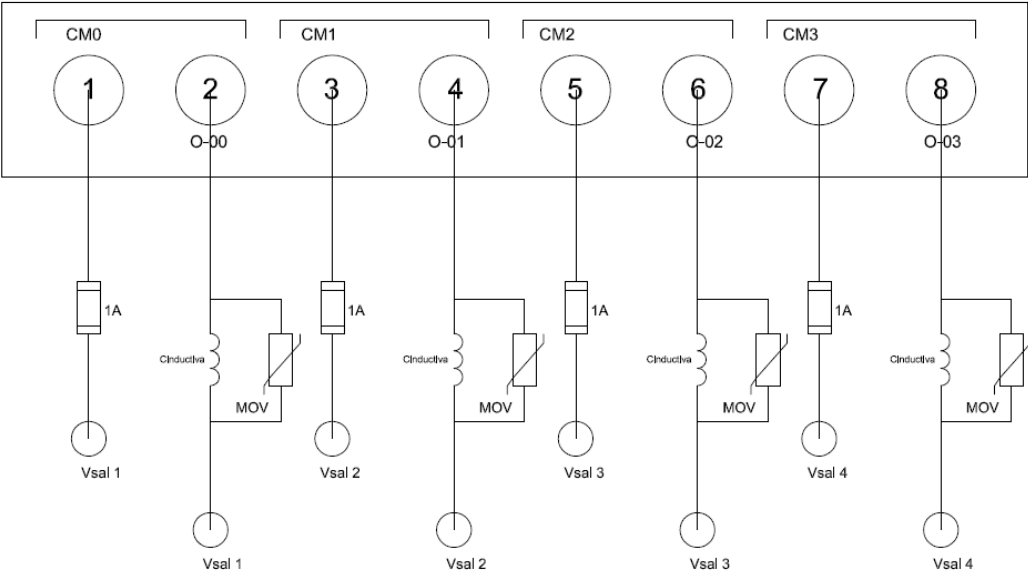 CM0 CM1 CM2 CM3
1 2 3 4 5 6 7 8
O-00 O-01 O-02 O-03
1A 1A 1A 1A
CInductiva CInductiva CInductiva CInductiva
MOV MOV MOV MOV
Vsal 1 Vsal 2 Vsal 3 Vsal 4
Vsal 1 Vsal 2 Vsal 3 Vsal 4